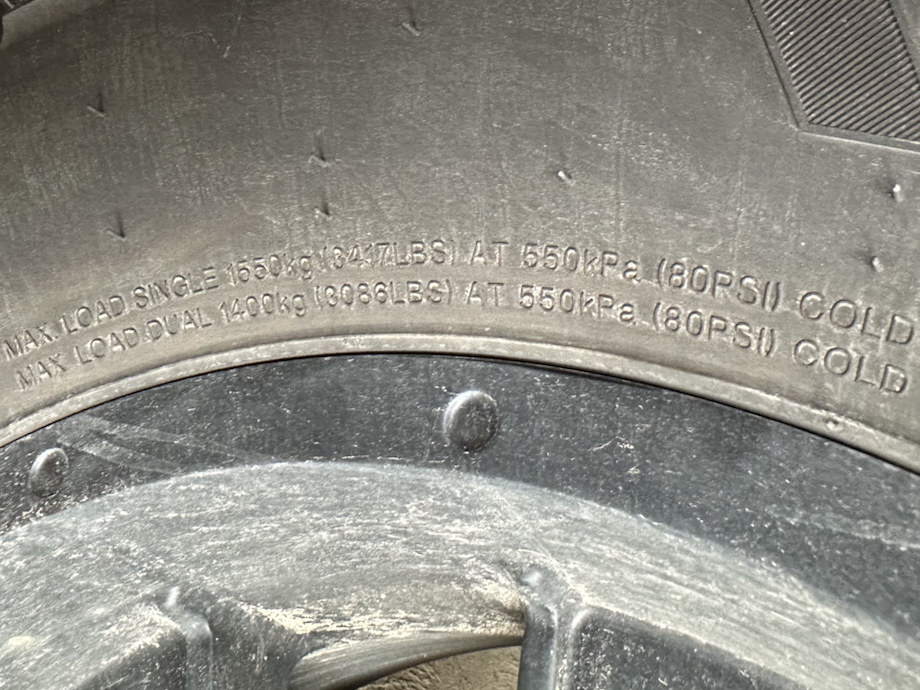 MAX. LOAD SINGLE 1550kg (3417LBS) AT 550kPa (80PSI) COLD
MAX. LOAD DUAL 1400kg (3086LBS) AT 550kPa (80PSI) COLD